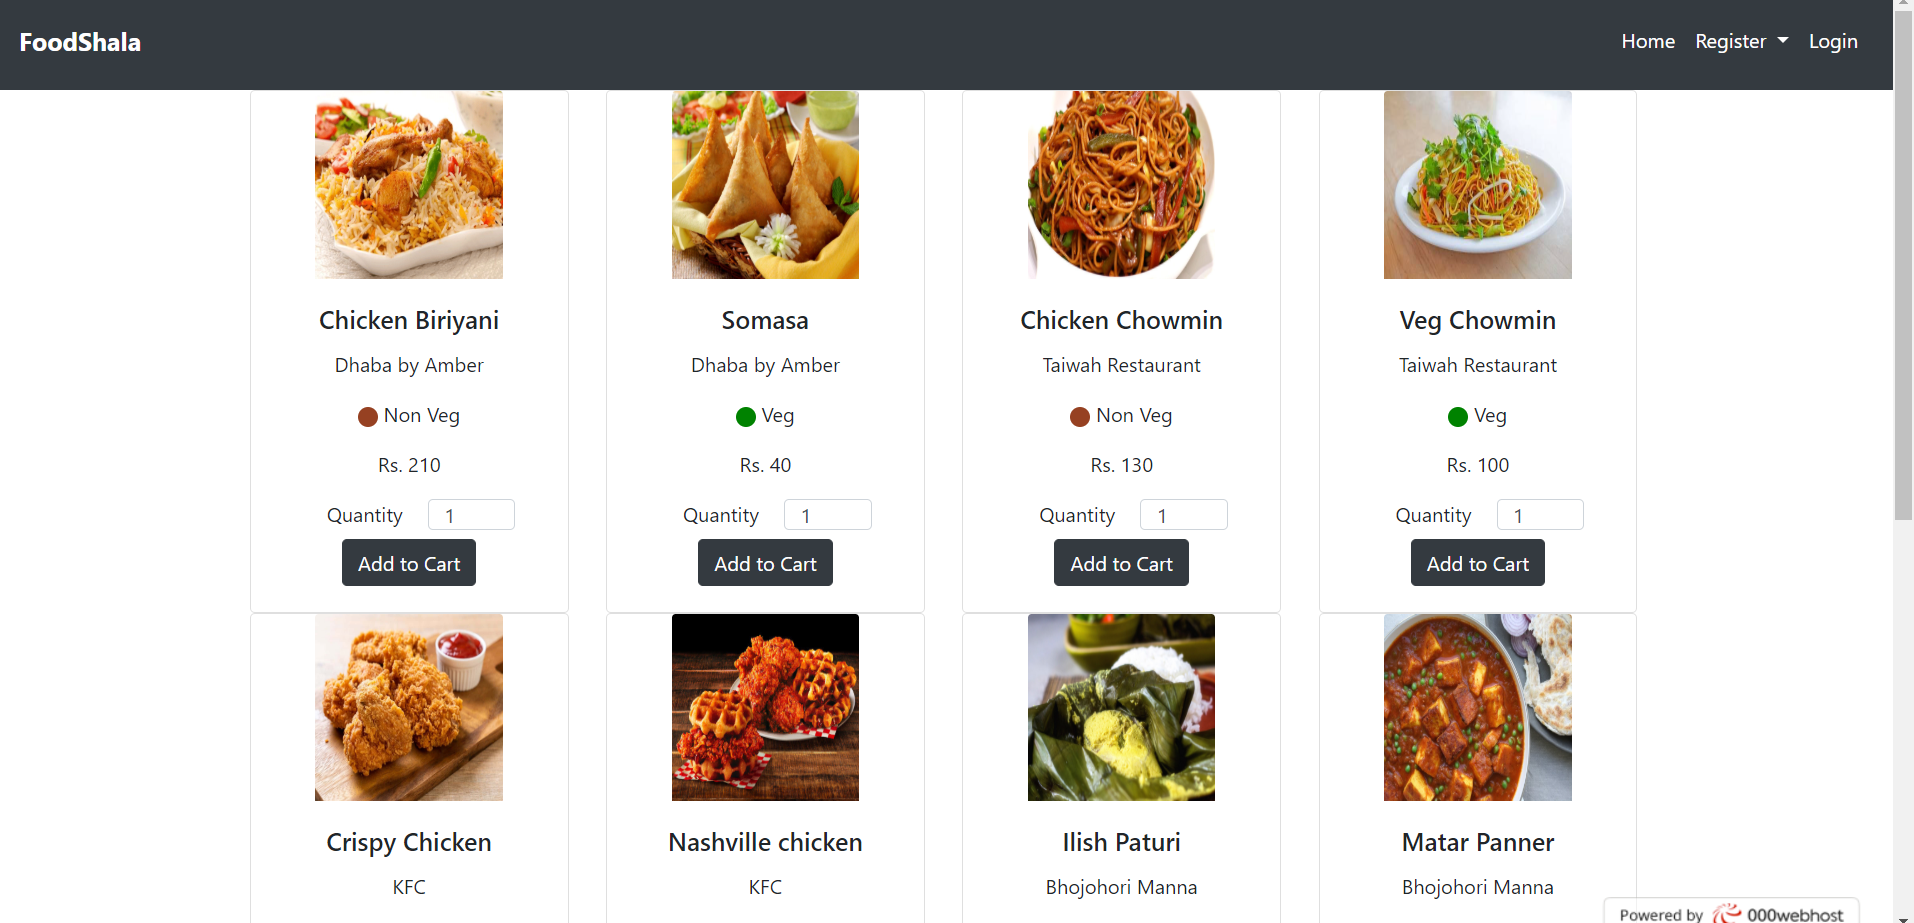 FoodShala
Home Register Login
Chicken Biriyani
Dhaba by Amber
Non Veg
Rs. 210
Quantity 1
Add to Cart
Somasa
Dhaba by Amber
Veg
Rs. 40
Quantity 1
Add to Cart
Chicken Chowmin
Taiwah Restaurant
Non Veg
Rs. 130
Quantity 1
Add to Cart
Veg Chowmin
Taiwah Restaurant
Veg
Rs. 100
Quantity 1
Add to Cart
Crispy Chicken
KFC
Nashville chicken
KFC
Ilish Paturi
Bhojohori Manna
Matar Panner
Bhojohori Manna
Powered by 000webhost